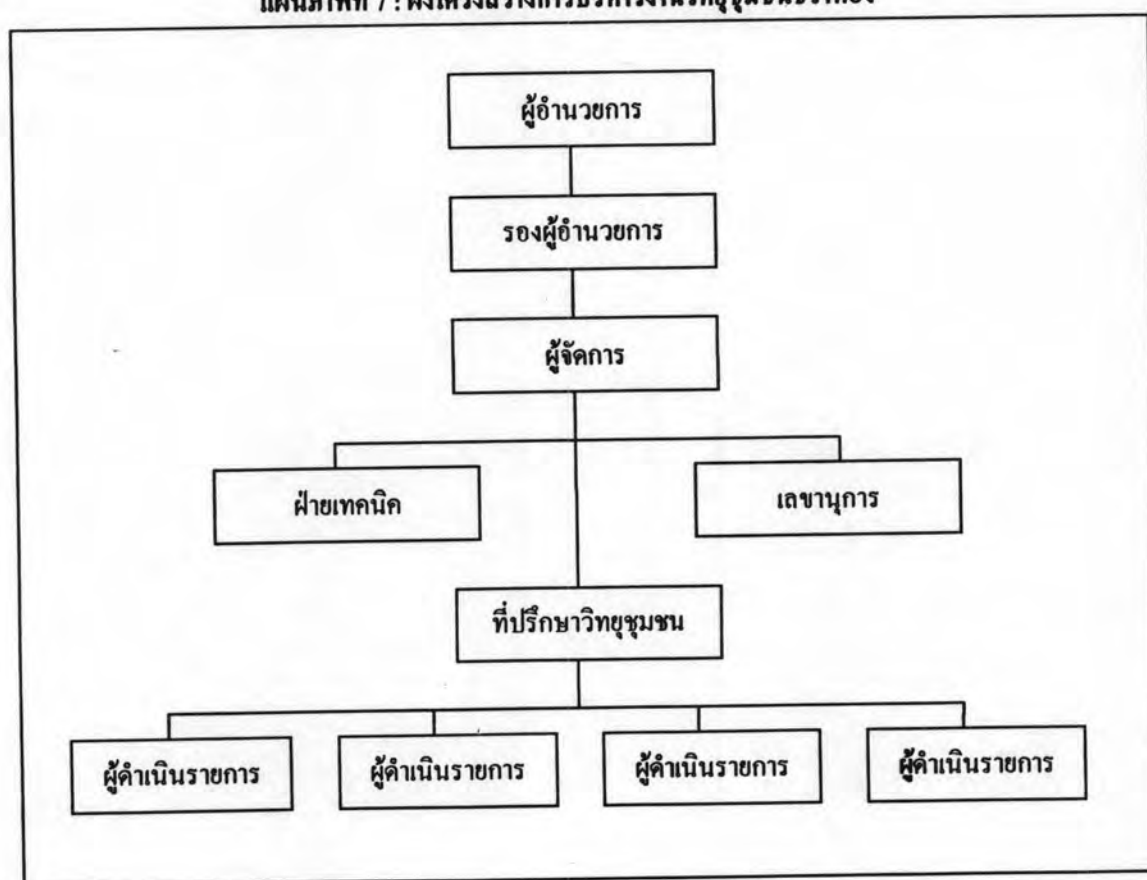 ผู้อำนวยการ
รองผู้อำนวยการ
ผู้จัดการ
ฝ่ายเทคนิค
เลขานุการ
ที่ปรึกษาวิทยุชุมชน
ผู้ดำเนินรายการ ผู้ดำเนินรายการ ผู้ดำเนินรายการ ผู้ดำเนินรายการ